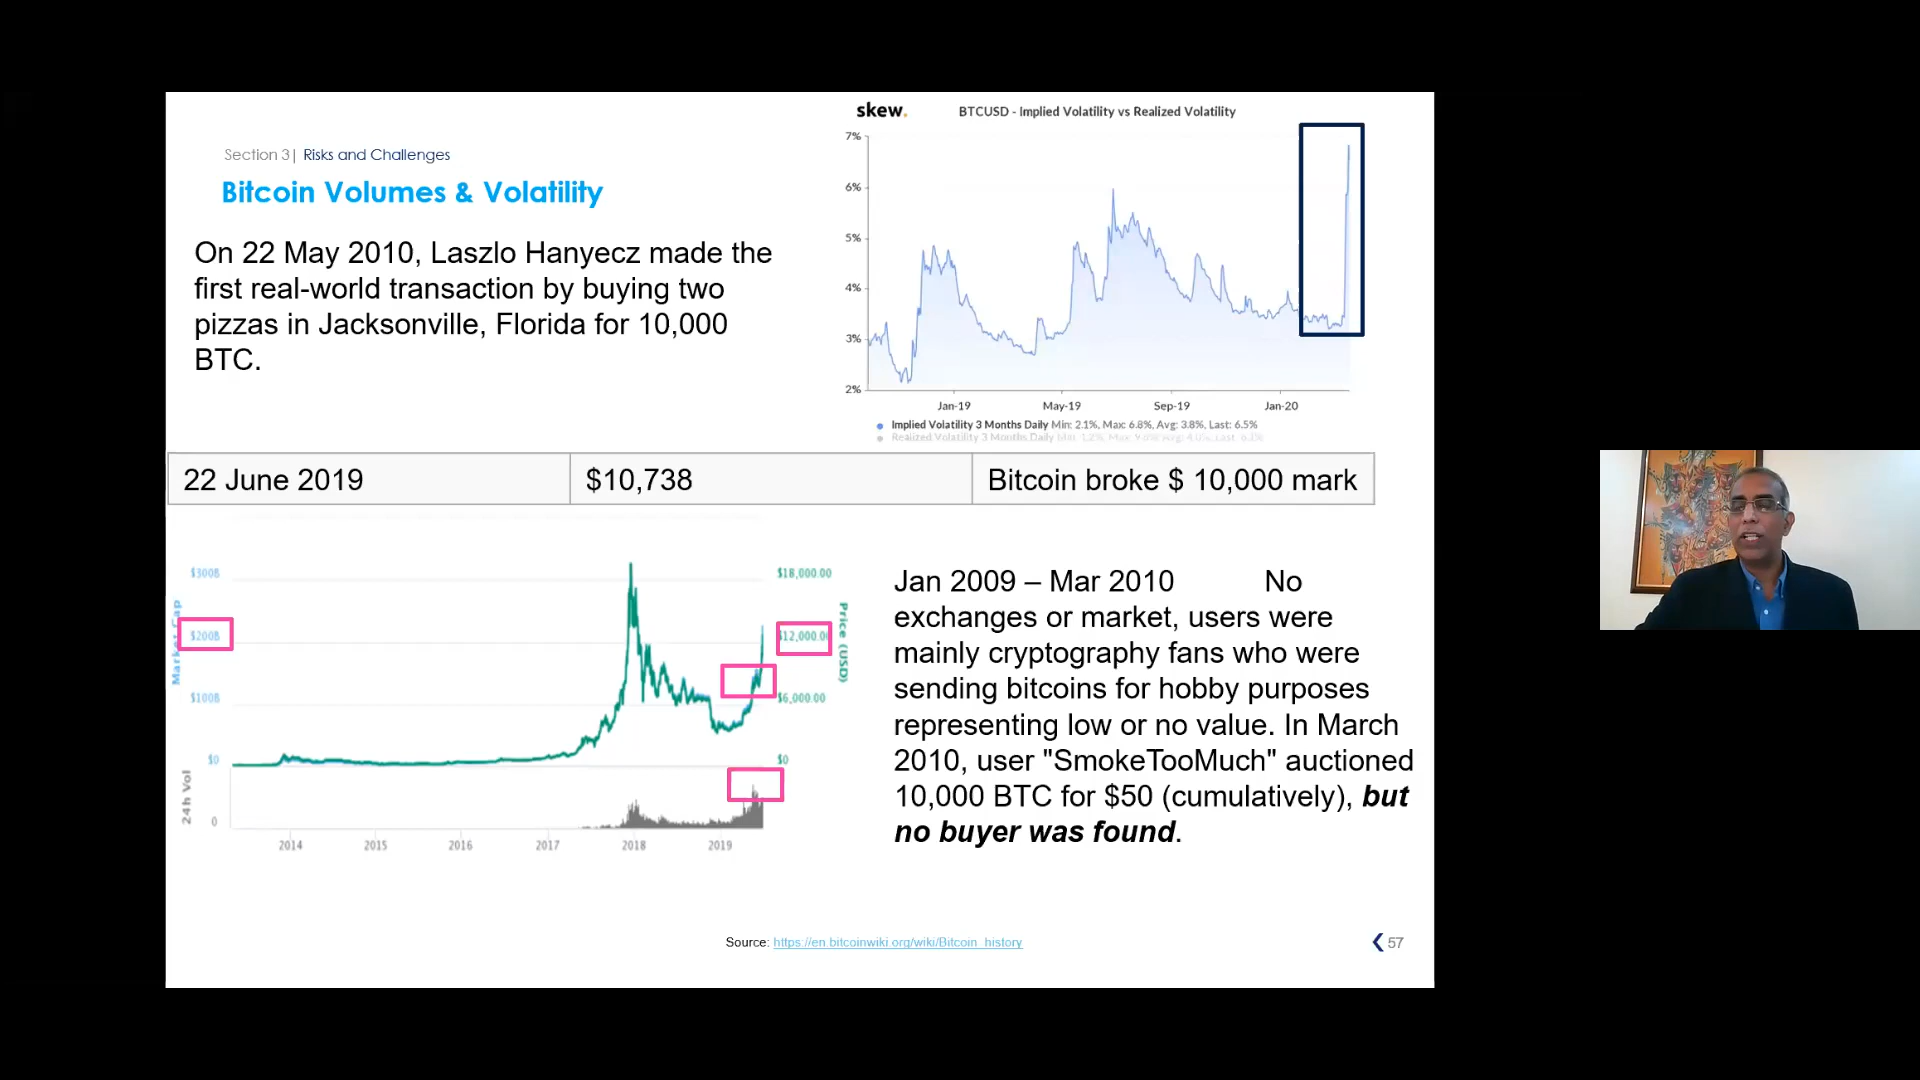 Section 3| Risks and Challenges
Bitcoin Volumes & Volatility
On 22 May 2010, Laszlo Hanyecz made the
first real-world transaction by buying two
pizzas in Jacksonville, Florida for 10,000
BTC.
skew.
BTCUSD - Implied Volatility vs Realized Volatility
7%
6%
5%
4%
3%
2%
Jan-19 May-19 Sep-19 Jan-20
Implied Volatility 3 Months Daily Min: 2.1%, Max: 6.8%, Avg: 3.8%, Last: 6.5%
Realized Volatility 3 Months Daily
22 June 2019 $10,738 Bitcoin broke $ 10,000 mark
$300B
$200B
$100B
$0
Market Cap
$18,000.00
$12,000.00
$6,000.00
$0
Price (USD)
24h Vol
0
2014 2015 2016 2017 2018 2019
Jan 2009 – Mar 2010 No
exchanges or market, users were
mainly cryptography fans who were
sending bitcoins for hobby purposes
representing low or no value. In March
2010, user "SmokeTooMuch" auctioned
10,000 BTC for $50 (cumulatively), but
no buyer was found.
Source: https://en.bitcoinwiki.org/wiki/Bitcoin_history
57